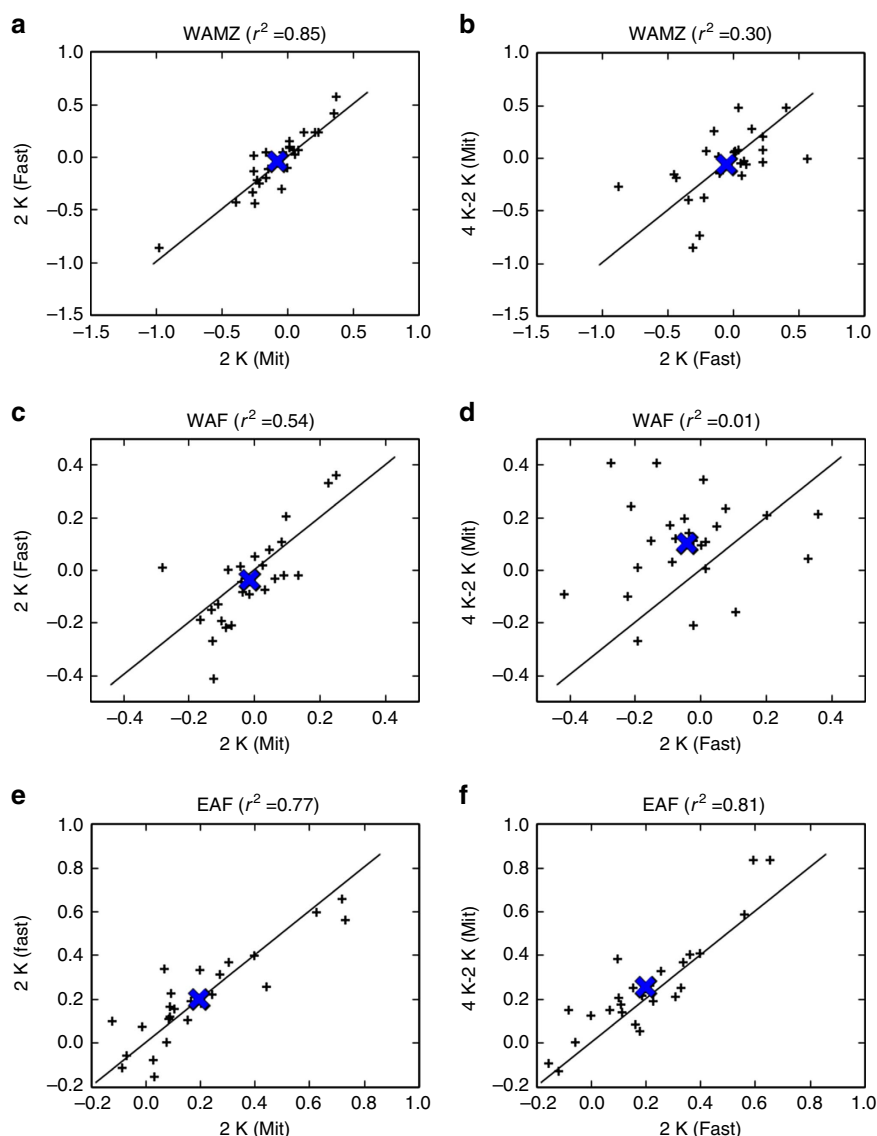 a
WAMZ (r² =0.85)
1.0
0.5
0.0
−0.5
−1.0
−1.5
−1.5 −1.0 −0.5 0.0 0.5 1.0
2 K (Fast)
2 K (Mit)
b
WAMZ (r² =0.30)
1.0
0.5
0.0
−0.5
−1.0
−1.5
−1.5 −1.0 −0.5 0.0 0.5 1.0
4 K-2 K (Mit)
2 K (Fast)
c
WAF (r² =0.54)
0.4
0.2
0.0
−0.2
−0.4
−0.4 −0.2 0.0 0.2 0.4
2 K (Fast)
2 K (Mit)
d
WAF (r² =0.01)
0.4
0.2
0.0
−0.2
−0.4
−0.4 −0.2 0.0 0.2 0.4
4 K-2 K (Mit)
2 K (Fast)
e
EAF (r² =0.77)
1.0
0.8
0.6
0.4
0.2
0.0
−0.2
−0.2 0.0 0.2 0.4 0.6 0.8 1.0
2 K (fast)
2 K (Mit)
f
EAF (r² =0.81)
1.0
0.8
0.6
0.4
0.2
0.0
−0.2
−0.2 0.0 0.2 0.4 0.6 0.8 1.0
4 K-2 K (Mit)
2 K (Fast)